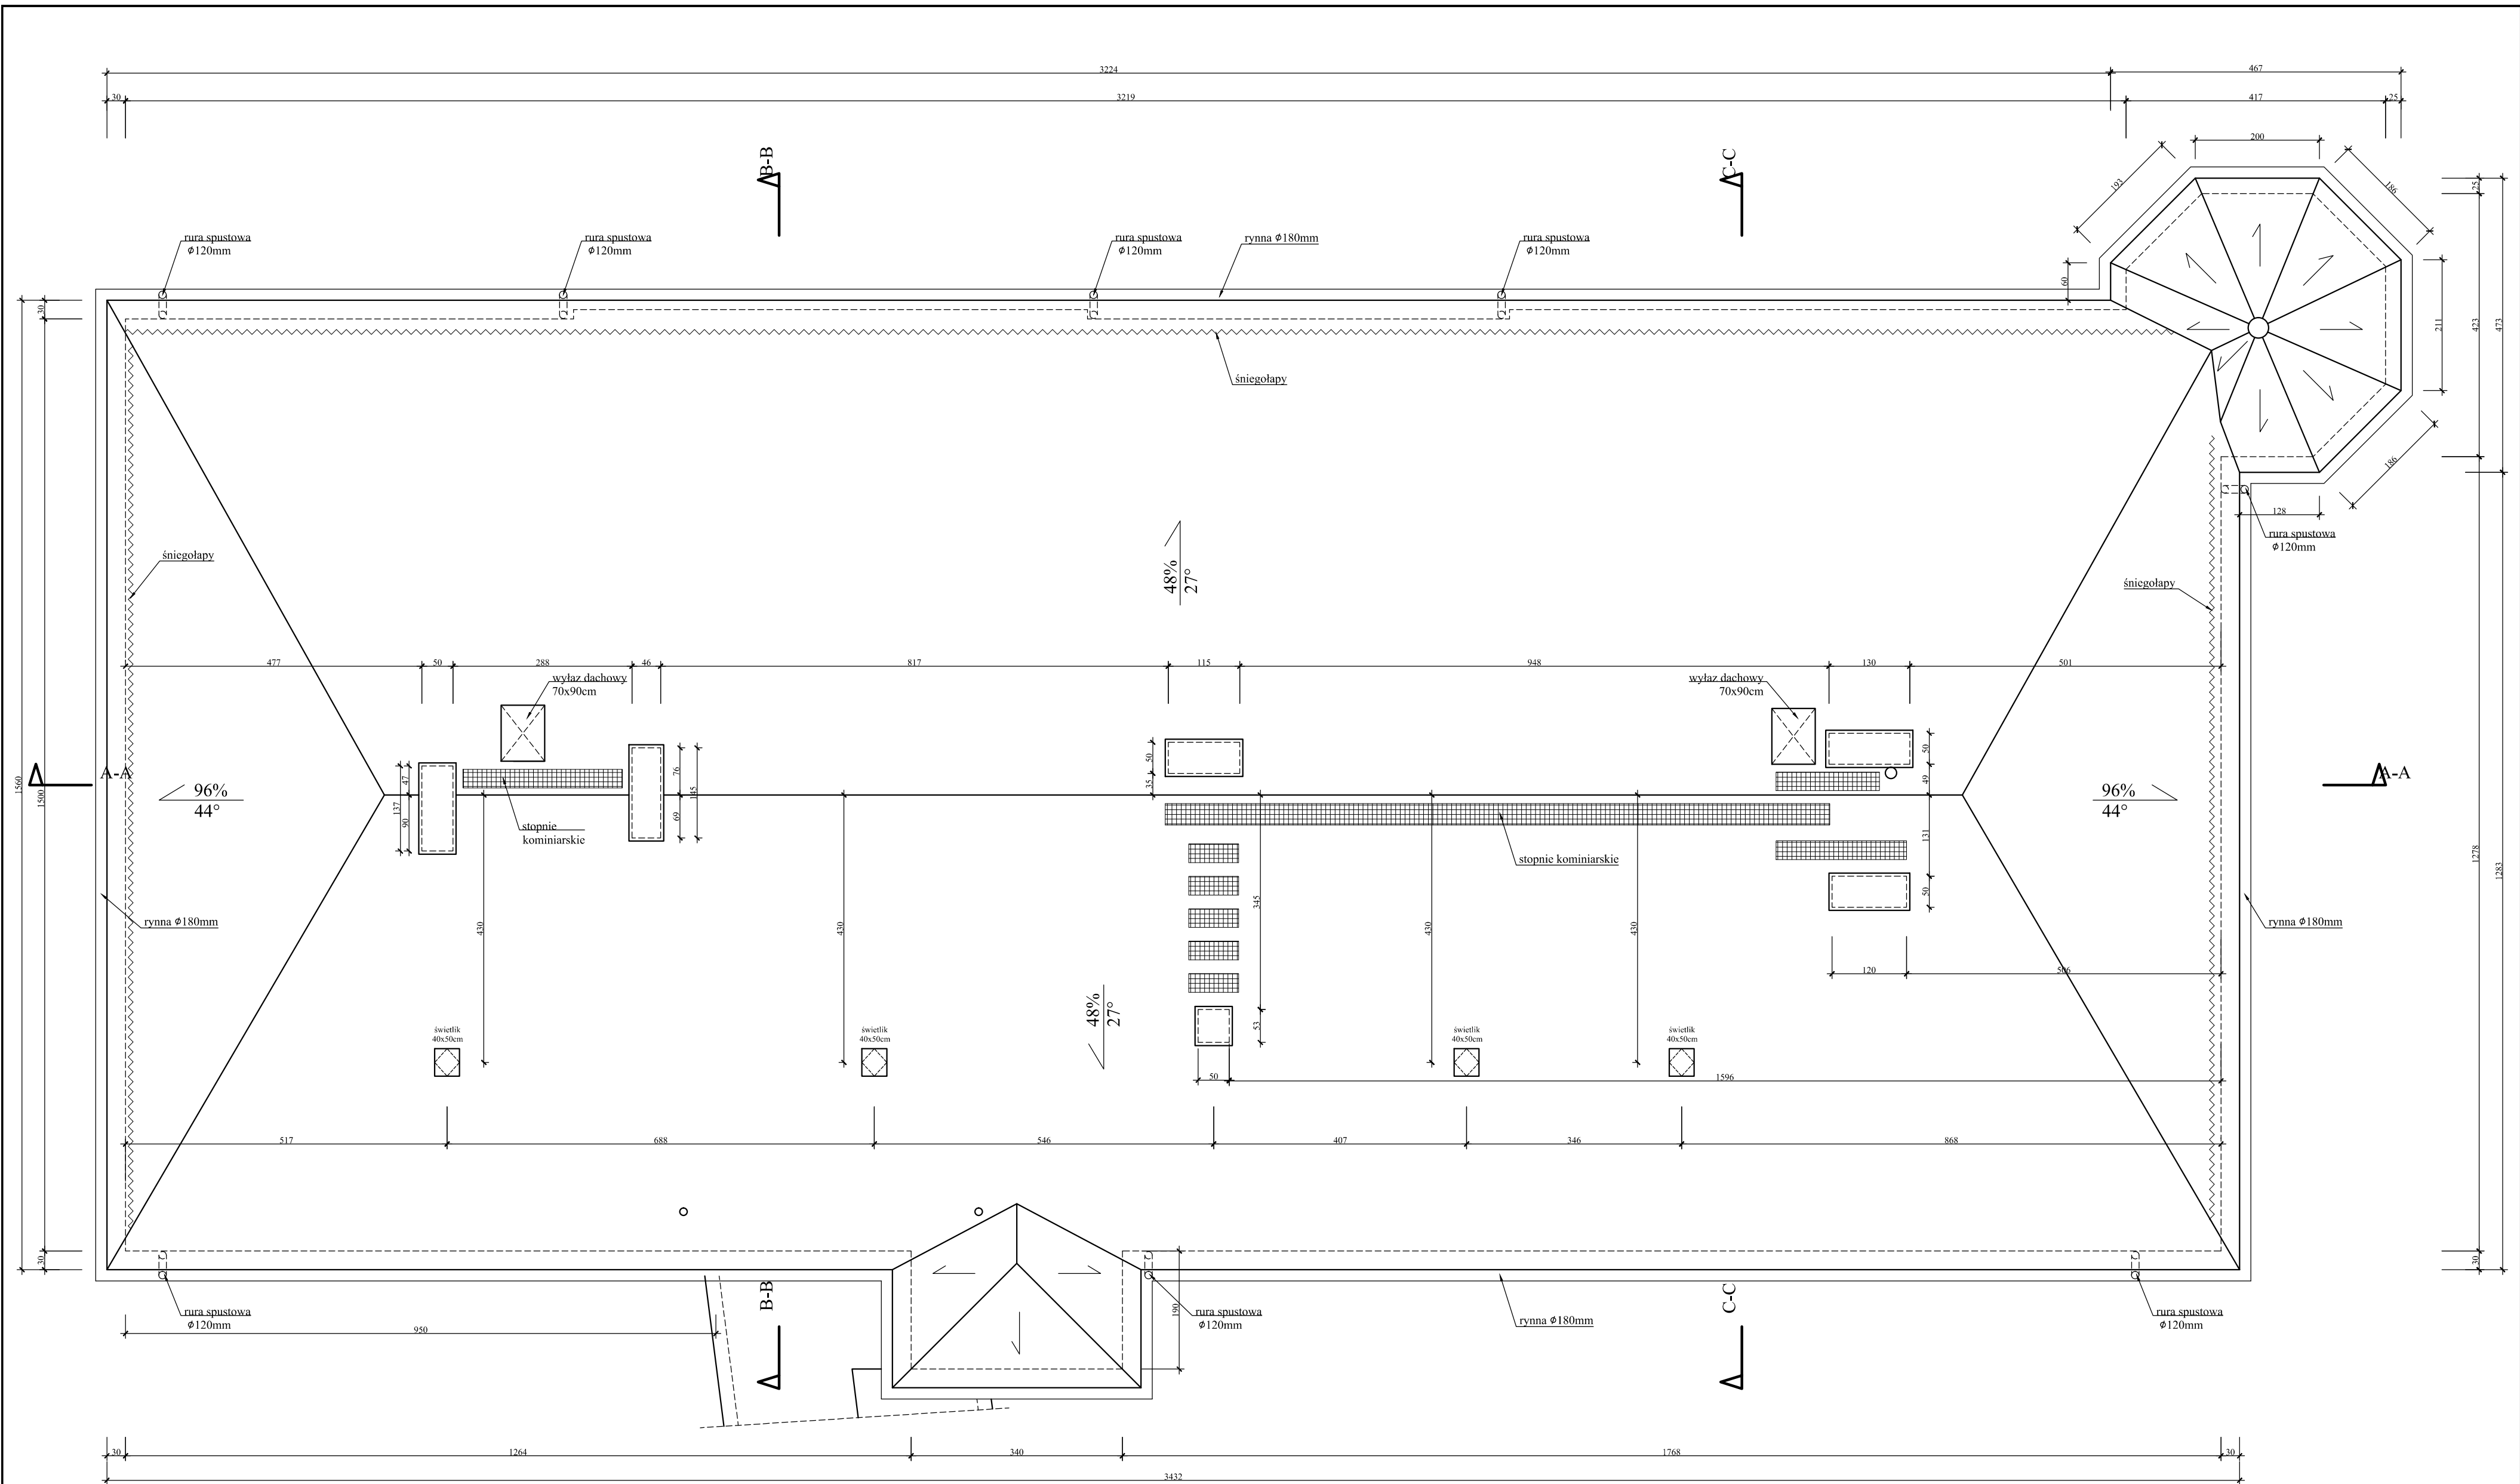 3224
467
30
3219
417
25
200
193
186
B-B
C-C
rura spustowa
ϕ120mm
rura spustowa
ϕ120mm
rura spustowa
ϕ120mm
rynna ϕ180mm
rura spustowa
ϕ120mm
25
60
30
211
423
473
śniegołapy
186
128
rura spustowa
ϕ120mm
śniegołapy
śniegołapy
48%
27°
477
50
288
46
817
115
948
130
501
wyłaz dachowy
70x90cm
wyłaz dachowy
70x90cm
1560
1500
A-A
96%
44°
137
47
90
76
145
69
50
35
50
49
131
50
A-A
96%
44°
stopnie
kominiarskie
stopnie kominiarskie
1278
1283
rynna ϕ180mm
430
430
345
430
430
rynna ϕ180mm
120
506
48%
27°
53
świetlik
40x50cm
świetlik
40x50cm
świetlik
40x50cm
świetlik
40x50cm
50
1596
517
688
546
407
346
868
30
30
B-B
C-C
rura spustowa
ϕ120mm
190
rura spustowa
ϕ120mm
rynna ϕ180mm
rura spustowa
ϕ120mm
950
30
1264
340
1768
30
3432